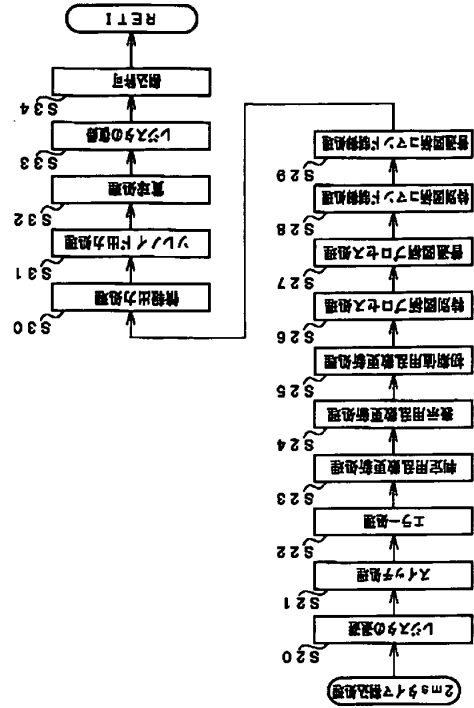 2msタイマ割込処理
S20
レジスタの退避
S21
スイッチ処理
S22
エラー処理
S23
判定用乱数更新処理
S24
表示用乱数更新処理
S25
初期値用乱数更新処理
S26
特別図柄プロセス処理
S27
普通図柄プロセス処理
S28
特別図柄コマンド制御処理
S29
普通図柄コマンド制御処理
S30
情報出力処理
S31
ソレノイド出力処理
S32
賞球処理
S33
レジスタの復帰
S34
割込許可
RETI